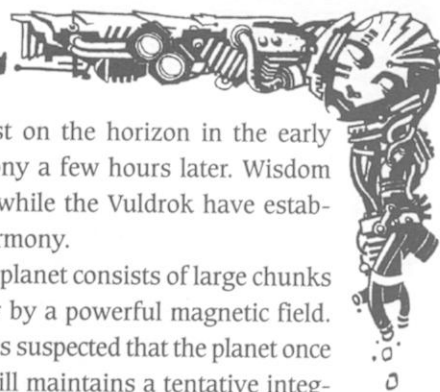 st on the horizon in the early
ny a few hours later. Wisdom
while the Vuldrok have estab-
rmony.
planet consists of large chunks
by a powerful magnetic field.
s suspected that the planet once
ill maintains a tentative integ-